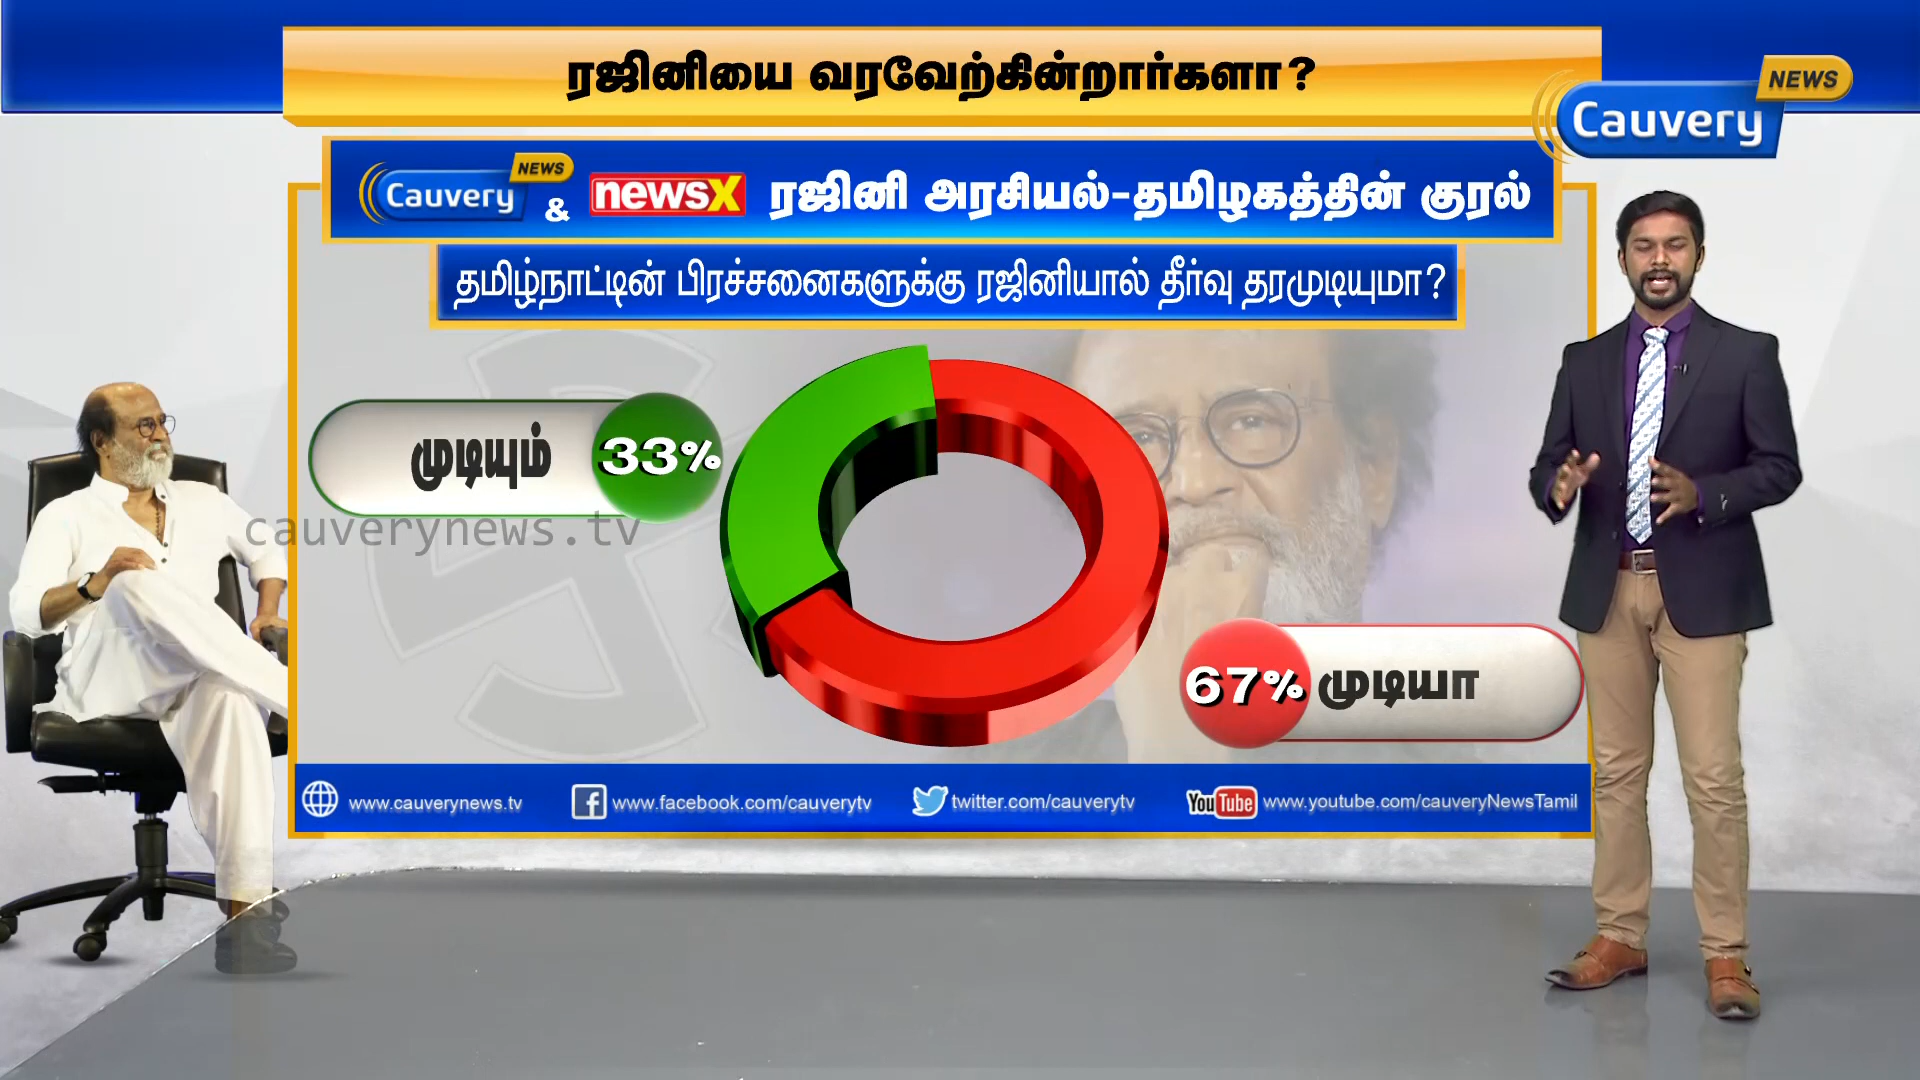 ரஜினியை வரவேற்கின்றார்களா?
NEWS
Cauvery
Cauvery NEWS & newsX ரஜினி அரசியல்-தமிழகத்தின் குரல்
தமிழ்நாட்டின் பிரச்சனைகளுக்கு ரஜினியால் தீர்வு தரமுடியுமா?
முடியும் 33%
cauverynews.tv
67% முடியா
www.cauverynews.tv www.facebook.com/cauverytv twitter.com/cauverytv YouTube www.youtube.com/cauveryNewsTamil